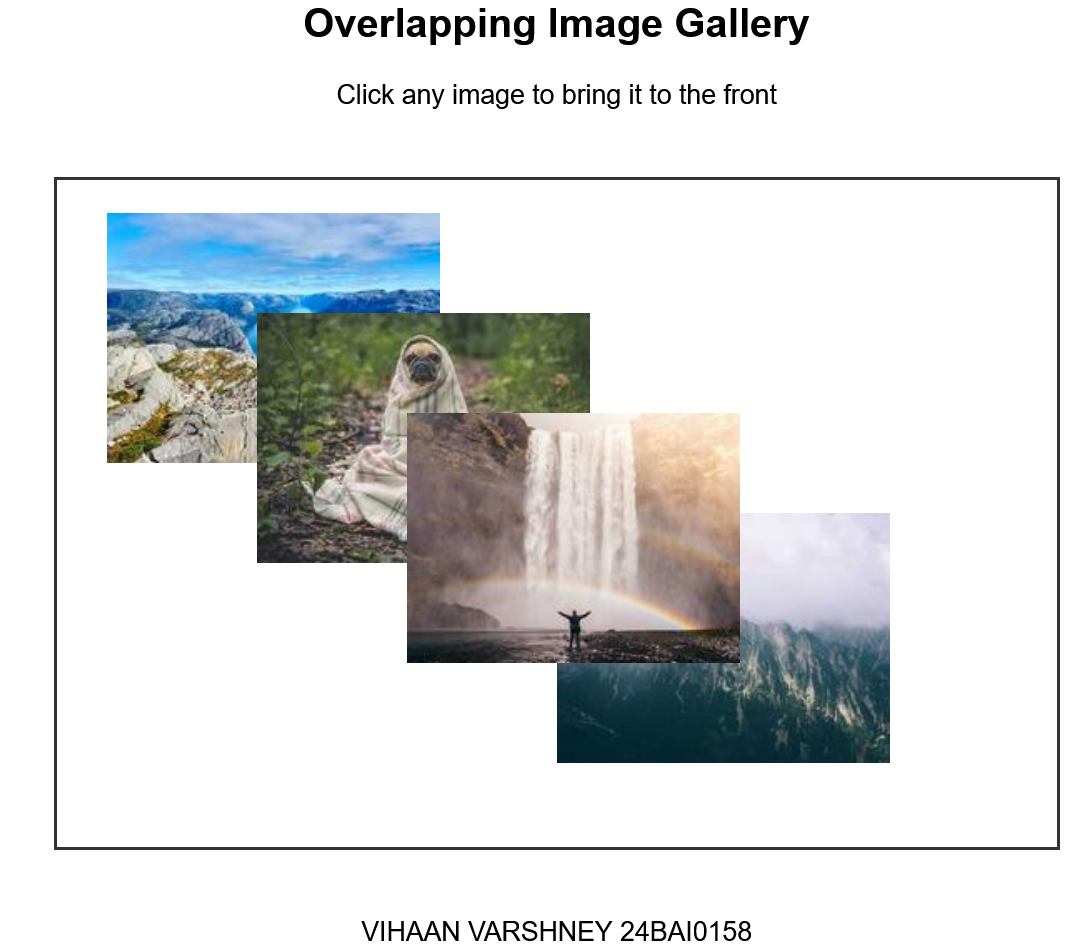 Overlapping Image Gallery
Click any image to bring it to the front
VIHAAN VARSHNEY 24BAI0158